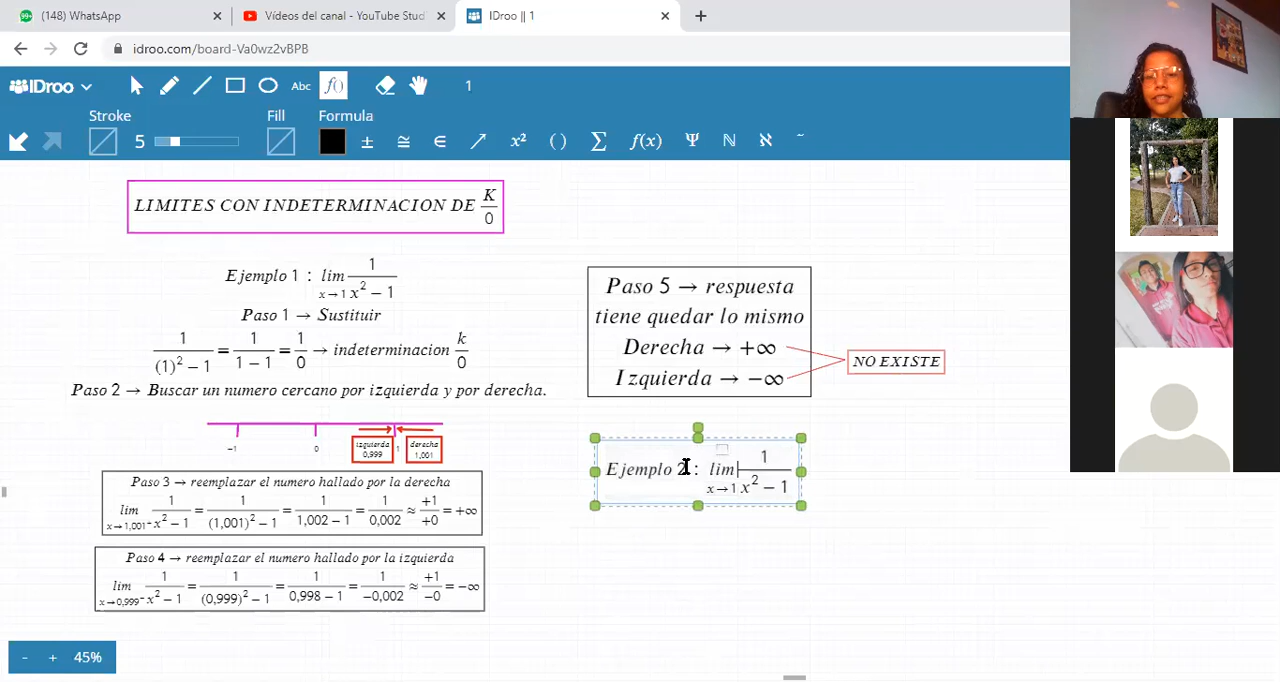 (148) WhatsApp
Vídeos del canal - YouTube Stud
IDroo || 1
idroo.com/board-Va0wz2vBPB
IDroo
Abc
f()
1
Stroke
Fill
Formula
5
± ≅ ∈ ↗ x² ( ) ∑ f(x) Ψ ℕ ℵ ~
LIMITES CON INDETERMINACION DE K/0
Ejemplo 1 : lim x→1 1/(x² − 1)
Paso 1 → Sustituir
1/((1)² − 1) = 1/(1 − 1) = 1/0 → indeterminacion k/0
Paso 2 → Buscar un numero cercano por izquierda y por derecha.
−1 0 1
izquierda
0,999
derecha
1,001
Paso 3 → reemplazar el numero hallado por la derecha
lim x→1,001⁻ 1/(x² − 1) = 1/((1,001)² − 1) = 1/(1,002 − 1) = 1/0,002 ≈ +1/+0 = +∞
Paso 4 → reemplazar el numero hallado por la izquierda
lim x→0,999⁻ 1/(x² − 1) = 1/((0,999)² − 1) = 1/(0,998 − 1) = 1/−0,002 ≈ +1/−0 = −∞
Paso 5 → respuesta
tiene quedar lo mismo
Derecha → +∞
Izquierda → −∞
NO EXISTE
Ejemplo 2 : lim x→1 1/(x² − 1)
- + 45%